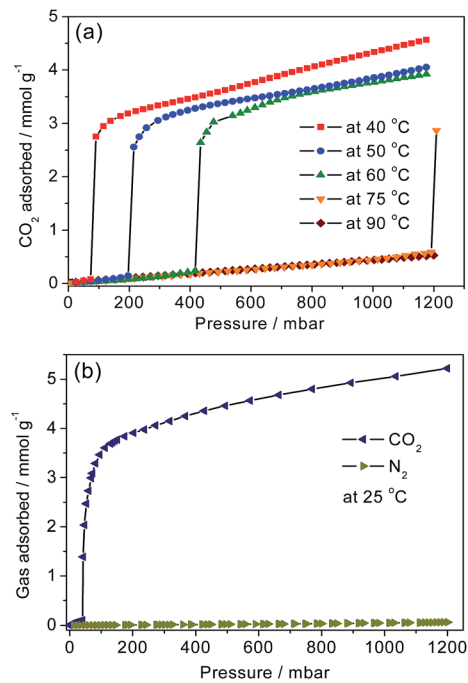 (a)
5
4
3
2
1
0
CO₂ adsorbed / mmol g⁻¹
at 40 °C
at 50 °C
at 60 °C
at 75 °C
at 90 °C
0 200 400 600 800 1000 1200
Pressure / mbar
(b)
5
4
3
2
1
0
Gas adsorbed / mmol g⁻¹
CO₂
N₂
at 25 °C
0 200 400 600 800 1000 1200
Pressure / mbar